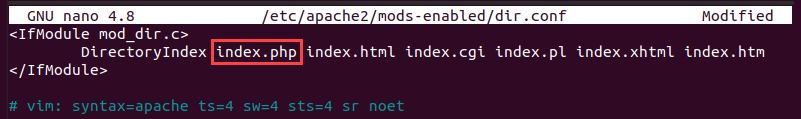 GNU nano 4.8 /etc/apache2/mods-enabled/dir.conf Modified
<IfModule mod_dir.c>
DirectoryIndex index.php index.html index.cgi index.pl index.xhtml index.htm
</IfModule>
# vim: syntax=apache ts=4 sw=4 sts=4 sr noet